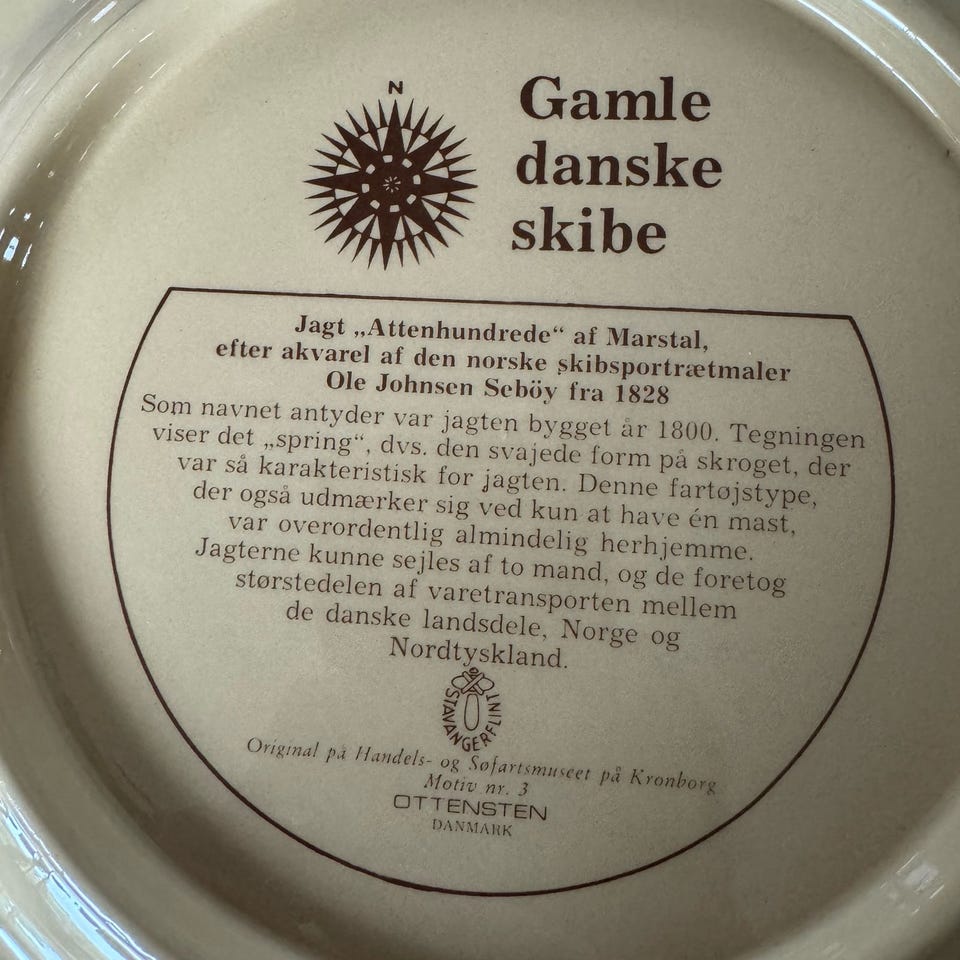 N
Gamle
danske
skibe
Jagt „Attenhundrede“ af Marstal,
efter akvarel af den norske skibsportrætmaler
Ole Johnsen Seböy fra 1828
Som navnet antyder var jagten bygget år 1800. Tegningen
viser det „spring“, dvs. den svajede form på skroget, der
var så karakteristisk for jagten. Denne fartøjstype,
der også udmærker sig ved kun at have én mast,
var overordentlig almindelig herhjemme.
Jagterne kunne sejles af to mand, og de foretog
størstedelen af varetransporten mellem
de danske landsdele, Norge og
Nordtyskland.
STAVANGERFLINT
Original på Handels- og Søfartsmuseet på Kronborg
Motiv nr. 3
OTTENSTEN
DANMARK